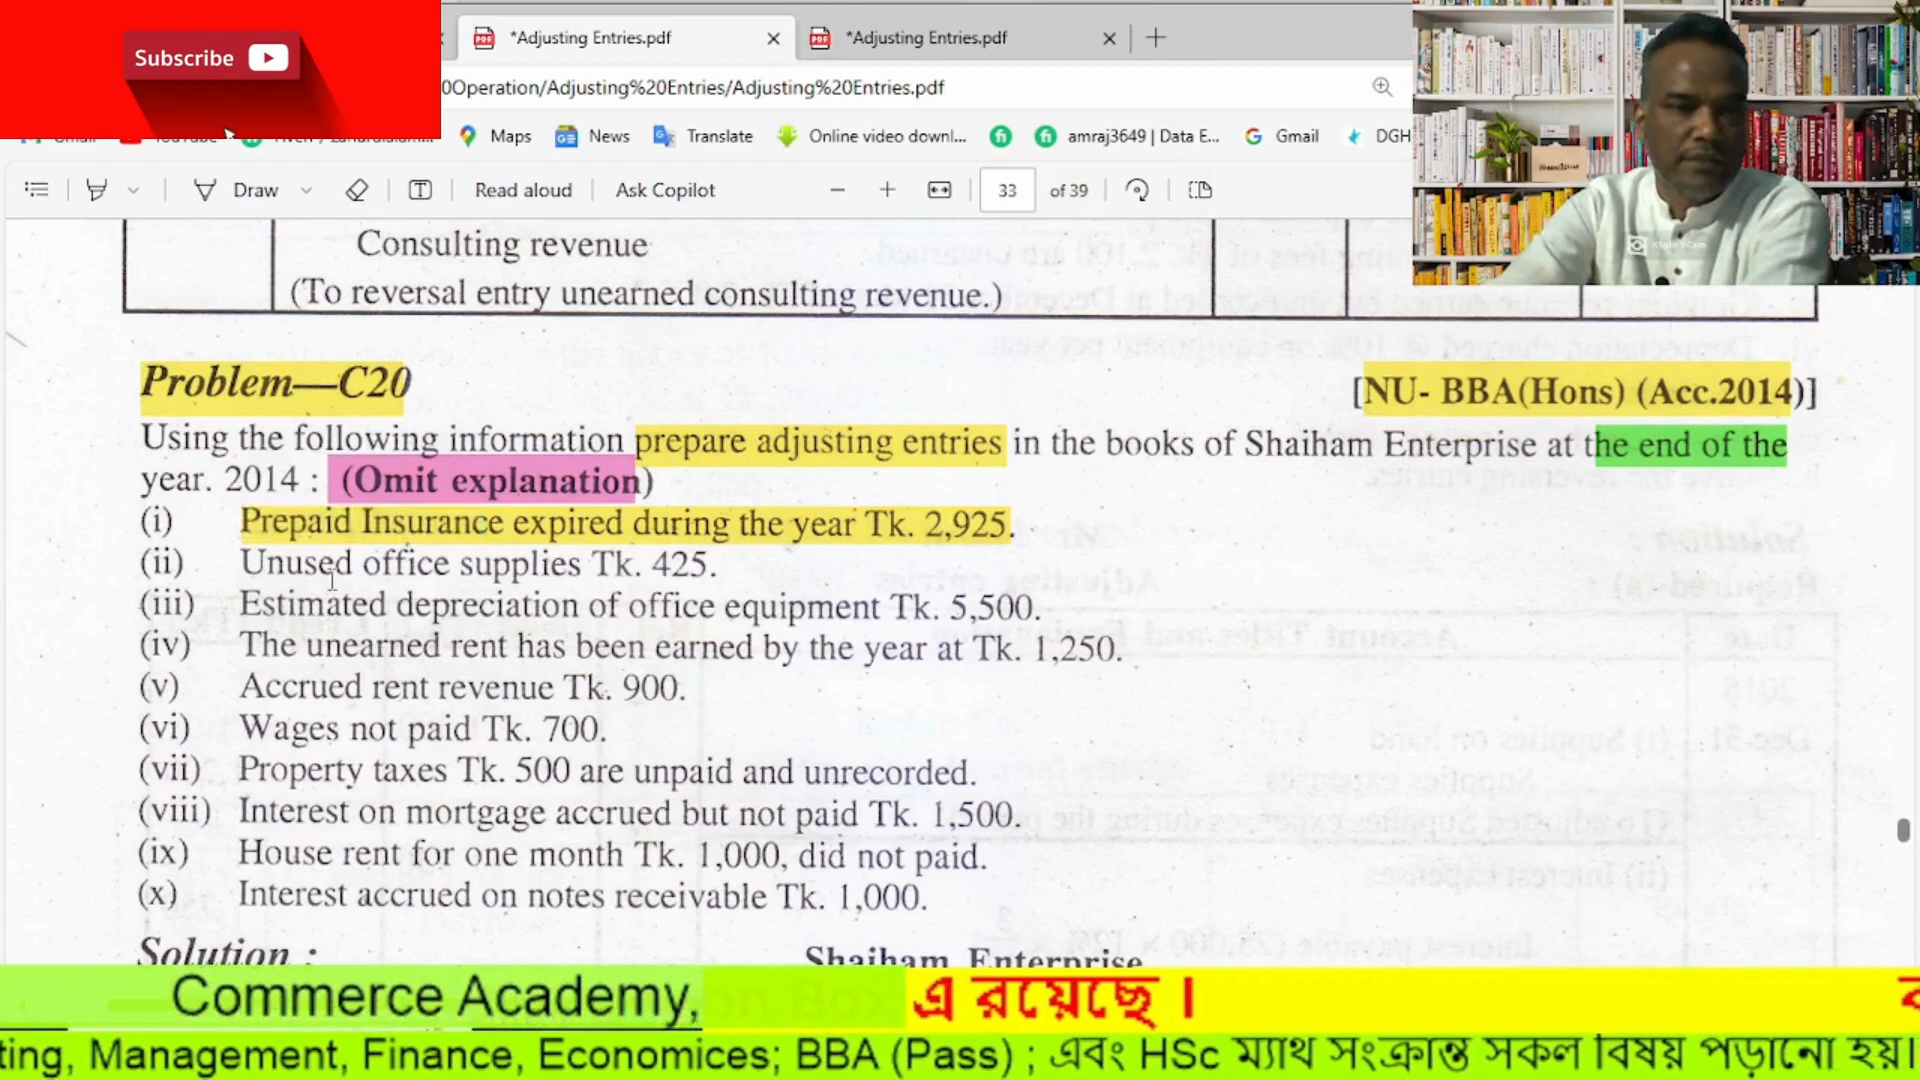 Subscribe
*Adjusting Entries.pdf
*Adjusting Entries.pdf
0Operation/Adjusting%20Entries/Adjusting%20Entries.pdf
Maps
News
Translate
Online video downl...
amraj3649 | Data E...
Gmail
DGH
Draw
Read aloud
Ask Copilot
33
of 39
Consulting revenue
(To reversal entry unearned consulting revenue.)
Problem—C20
[NU- BBA(Hons) (Acc.2014)]
Using the following information prepare adjusting entries in the books of Shaiham Enterprise at the end of the
year. 2014 : (Omit explanation)
(i) Prepaid Insurance expired during the year Tk. 2,925.
(ii) Unused office supplies Tk. 425.
(iii) Estimated depreciation of office equipment Tk. 5,500.
(iv) The unearned rent has been earned by the year at Tk. 1,250.
(v) Accrued rent revenue Tk. 900.
(vi) Wages not paid Tk. 700.
(vii) Property taxes Tk. 500 are unpaid and unrecorded.
(viii) Interest on mortgage accrued but not paid Tk. 1,500.
(ix) House rent for one month Tk. 1,000, did not paid.
(x) Interest accrued on notes receivable Tk. 1,000.
Solution :
Shaiham Enterprise
Commerce Academy,
এ রয়েছে ।
ting, Management, Finance, Economices; BBA (Pass) ; এবং HSc ম্যাথ সংক্রান্ত সকল বিষয় পড়ানো হয়।